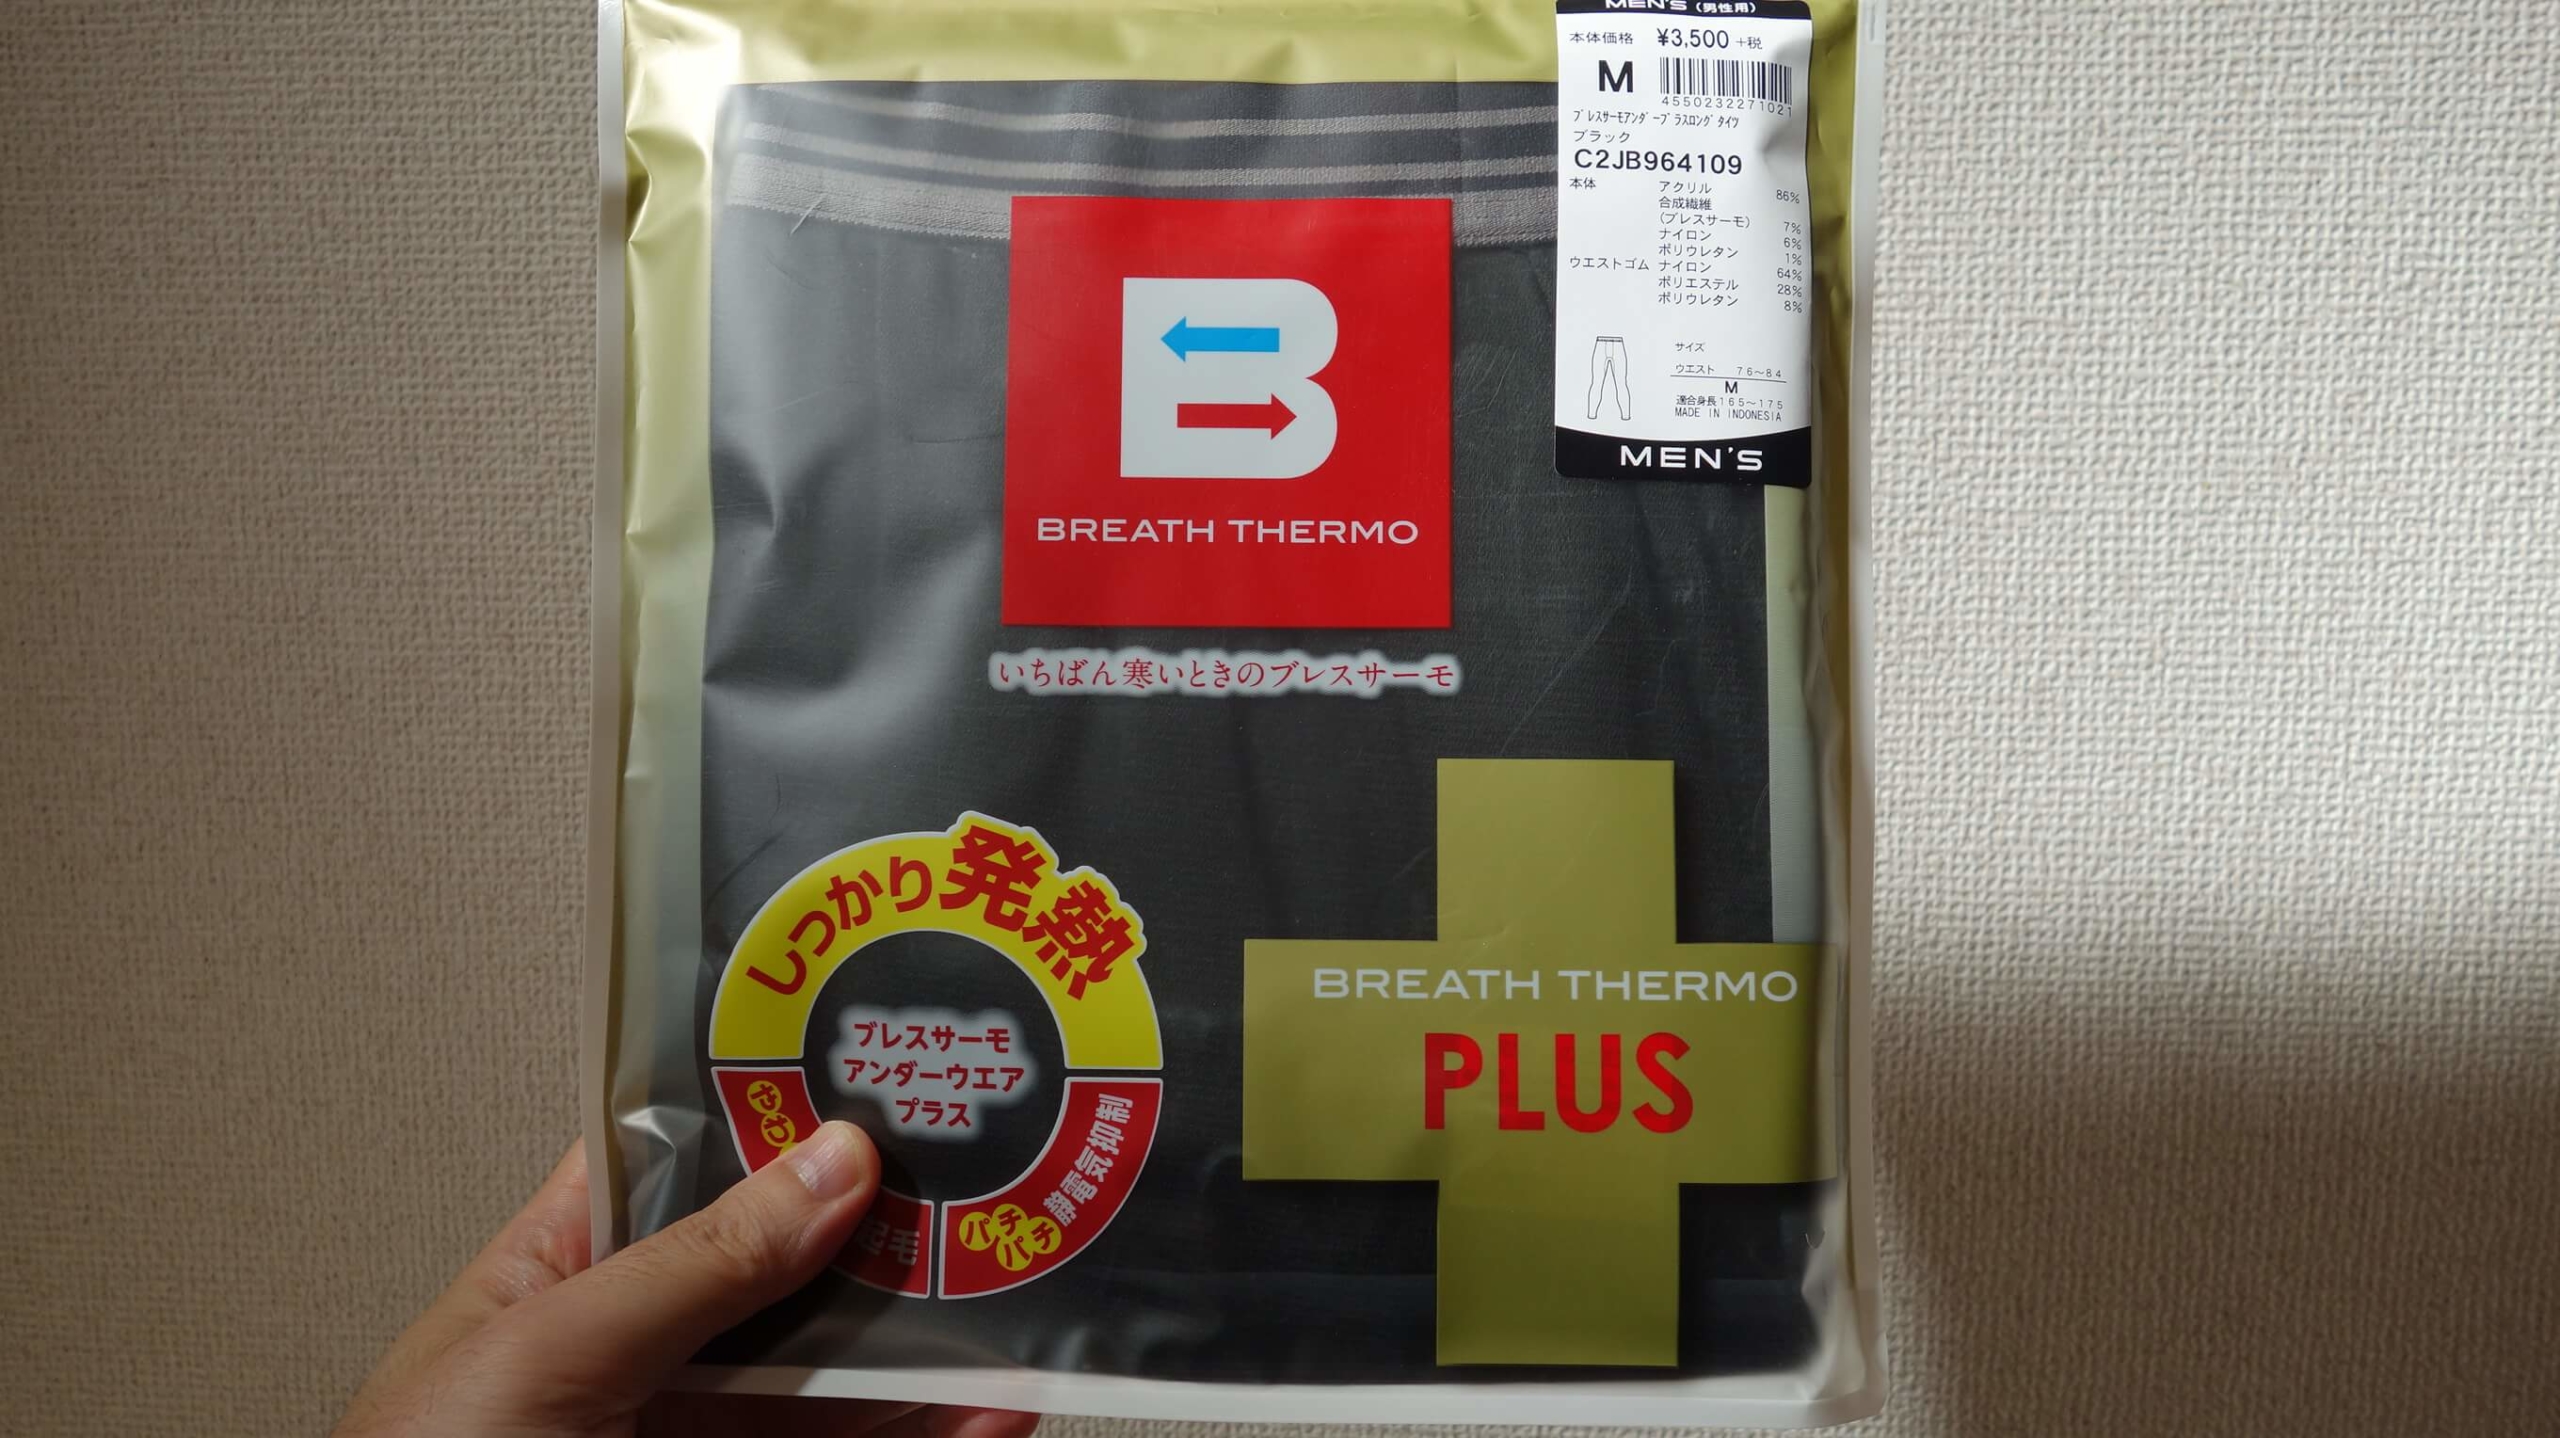 MEN'S (男性用)
本体価格 ¥3,500 +税
M
4550232271021
ブレスサーモアンダープラスロングタイツ
ブラック
C2JB964109
本体 アクリル 86%
合成繊維
(ブレスサーモ) 7%
ナイロン 6%
ポリウレタン 1%
ウエストゴム ナイロン 64%
ポリエステル 28%
ポリウレタン 8%
サイズ
ウエスト 76〜84
M
適合身長165〜175
MADE IN INDONESIA
MEN'S
B
BREATH THERMO
いちばん寒いときのブレスサーモ
しっかり発熱
ブレスサーモ
アンダーウエア
プラス
やわ
起毛
パチパチ静電気抑制
BREATH THERMO
PLUS